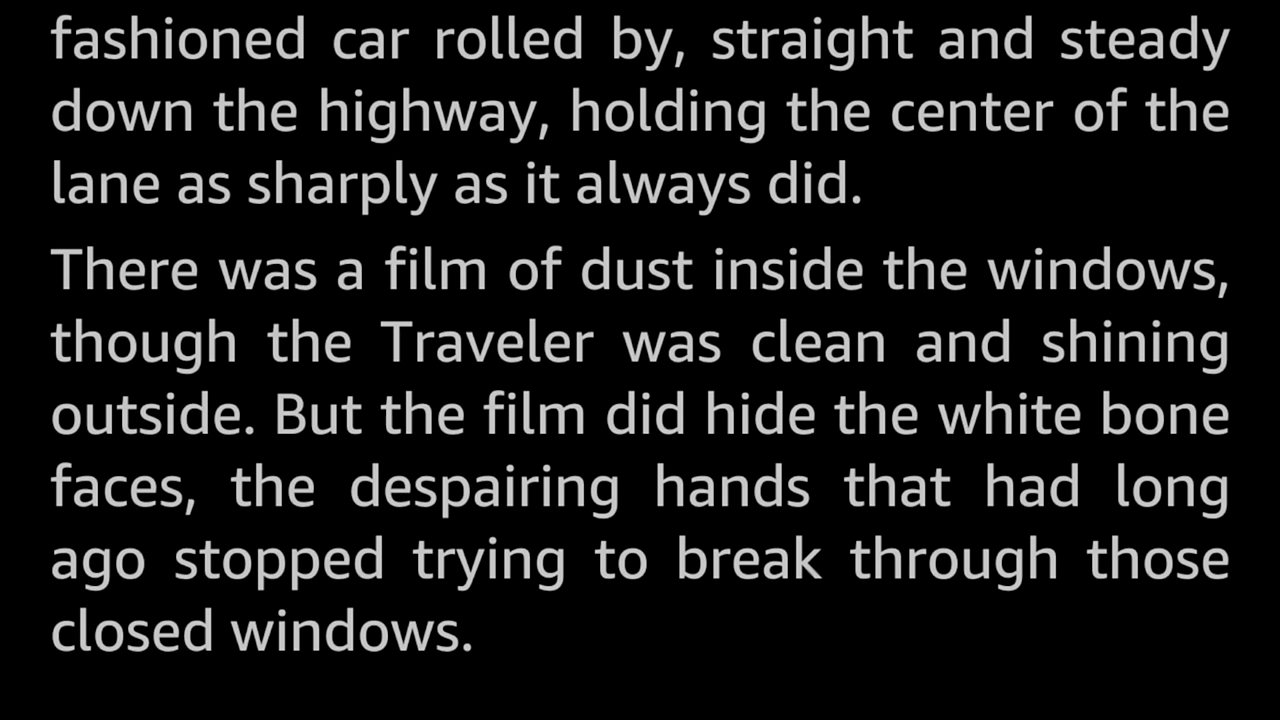 fashioned car rolled by, straight and steady
down the highway, holding the center of the
lane as sharply as it always did.
There was a film of dust inside the windows,
though the Traveler was clean and shining
outside. But the film did hide the white bone
faces, the despairing hands that had long
ago stopped trying to break through those
closed windows.